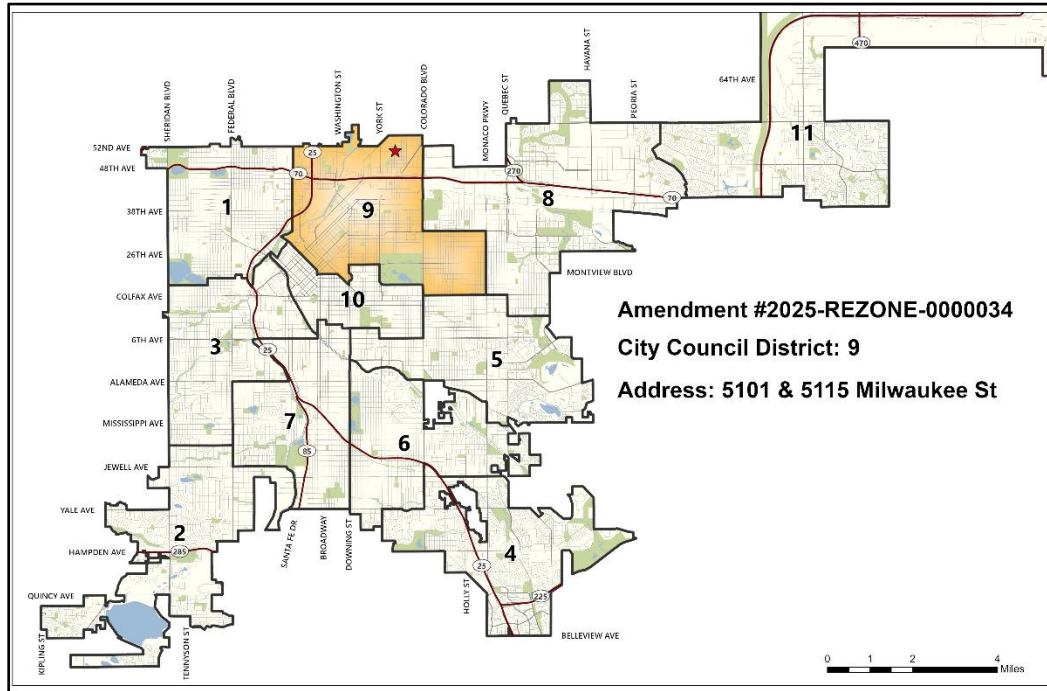 SHERIDAN BLVD
FEDERAL BLVD
WASHINGTON ST
YORK ST
COLORADO BLVD
MONACO PKWY
QUEBEC ST
HAVANA ST
PEORIA ST
64TH AVE
470
52ND AVE
48TH AVE
38TH AVE
26TH AVE
COLFAX AVE
6TH AVE
ALAMEDA AVE
MISSISSIPPI AVE
JEWELL AVE
YALE AVE
HAMPDEN AVE
QUINCY AVE
25
70
270
70
11
1
9
8
MONTVIEW BLVD
10
3
25
5
7
85
6
2
285
4
25
225
Amendment #2025-REZONE-0000034
City Council District: 9
Address: 5101 & 5115 Milwaukee St
KIPLING ST
TENNYSON ST
SANTA FE DR
BROADWAY
DOWNING ST
HOLLY ST
BELLEVIEW AVE
0 1 2 4
Miles